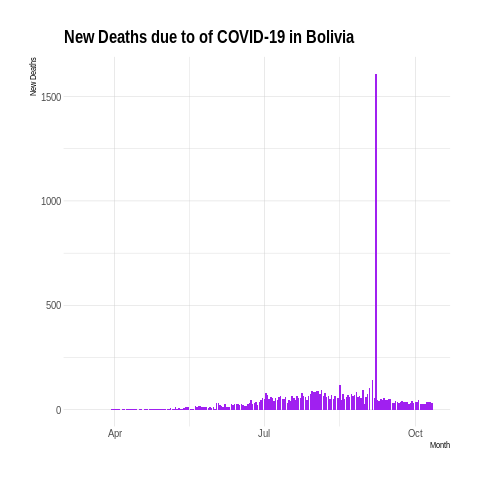 New Deaths due to of COVID-19 in Bolivia
New Deaths
1500
1000
500
0
Apr
Jul
Oct
Month